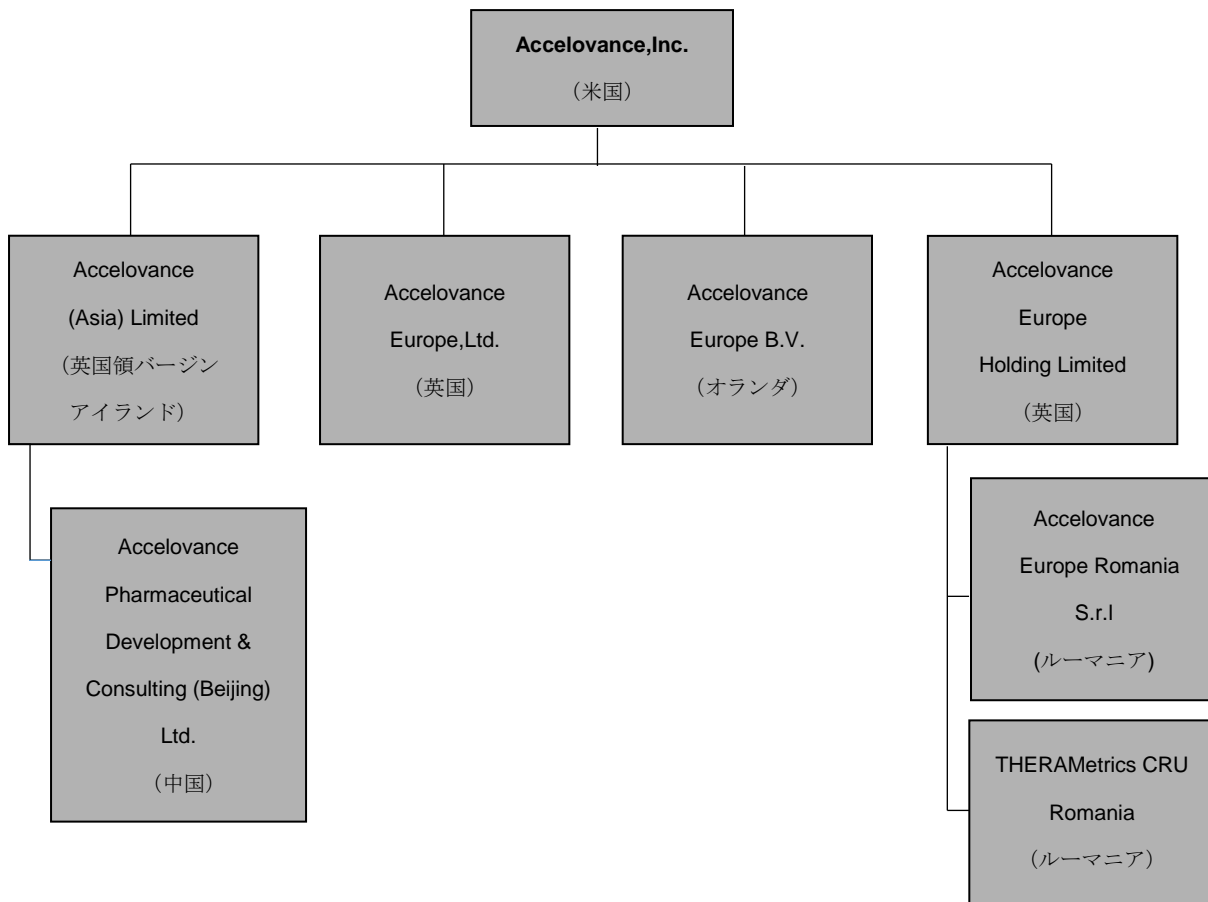 Accelovance,Inc.
（米国）
Accelovance
(Asia) Limited
（英国領バージン
アイランド）
Accelovance
Europe,Ltd.
（英国）
Accelovance
Europe B.V.
（オランダ）
Accelovance
Europe
Holding Limited
（英国）
Accelovance
Pharmaceutical
Development &
Consulting (Beijing)
Ltd.
（中国）
Accelovance
Europe Romania
S.r.l
(ルーマニア)
THERAMetrics CRU
Romania
（ルーマニア）